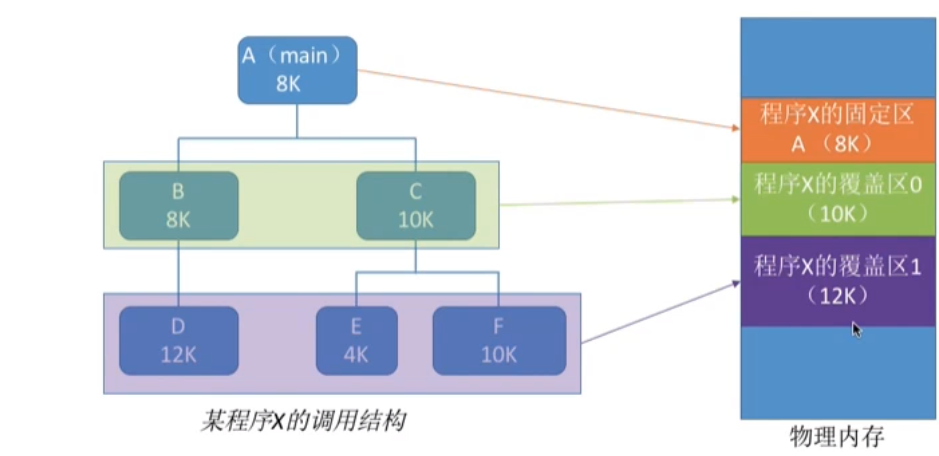 A（main）
8K
B
8K
C
10K
D
12K
E
4K
F
10K
某程序X的调用结构
程序X的固定区
A （8K）
程序X的覆盖区0
（10K）
程序X的覆盖区1
（12K）
物理内存